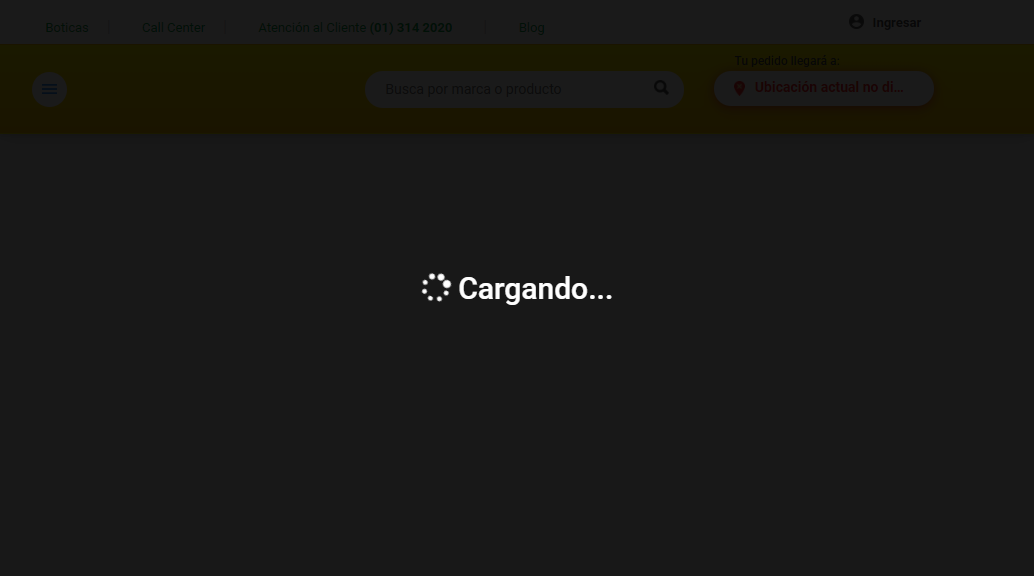 Boticas
Call Center
Atención al Cliente (01) 314 2020
Blog
Ingresar
Tu pedido llegará a:
Busca por marca o producto
Ubicación actual no di...
Cargando...